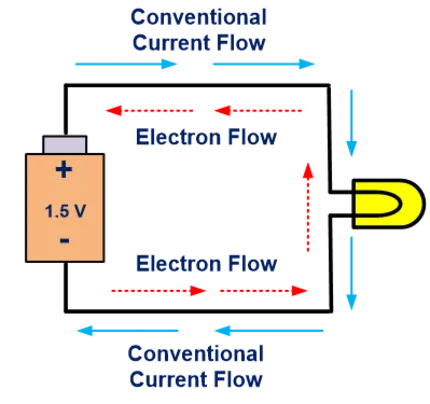 Conventional
Current Flow
Electron Flow
+
1.5 V
-
Electron Flow
Conventional
Current Flow